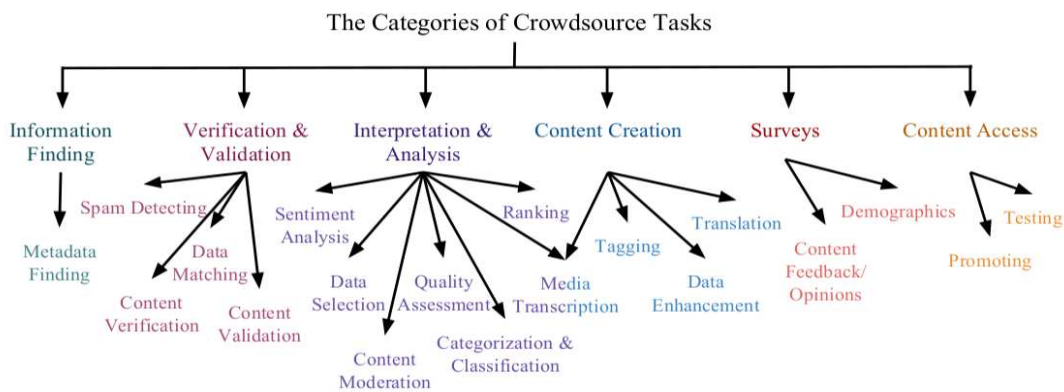 The Categories of Crowdsource Tasks
Information
Finding
Verification &
Validation
Interpretation &
Analysis
Content Creation
Surveys
Content Access
Metadata
Finding
Spam Detecting
Data
Matching
Content
Verification
Content
Validation
Sentiment
Analysis
Ranking
Data
Selection
Quality
Assessment
Media
Transcription
Content
Moderation
Categorization &
Classification
Tagging
Translation
Data
Enhancement
Demographics
Content
Feedback/
Opinions
Testing
Promoting